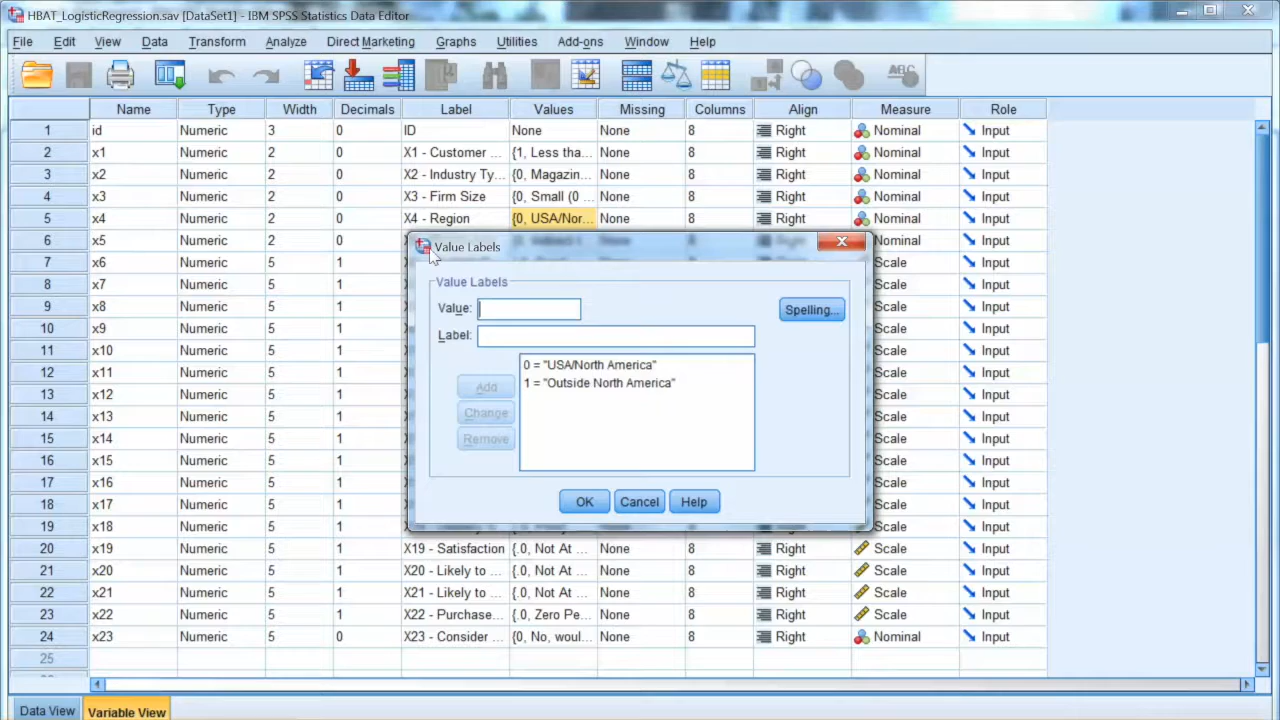 HBAT_LogisticRegression.sav [DataSet1] - IBM SPSS Statistics Data Editor
File Edit View Data Transform Analyze Direct Marketing Graphs Utilities Add-ons Window Help
ABC
Name Type Width Decimals Label Values Missing Columns Align Measure Role
1 id Numeric 3 0 ID None None 8 Right Nominal Input
2 x1 Numeric 2 0 X1 - Customer ... {1, Less tha... None 8 Right Nominal Input
3 x2 Numeric 2 0 X2 - Industry Ty... {0, Magazin... None 8 Right Nominal Input
4 x3 Numeric 2 0 X3 - Firm Size {0, Small (0 ... None 8 Right Nominal Input
5 x4 Numeric 2 0 X4 - Region {0, USA/Nor... None 8 Right Nominal Input
6 x5 Numeric 2 0 Nominal Input
7 x6 Numeric 5 1 Scale Input
8 x7 Numeric 5 1 Scale Input
9 x8 Numeric 5 1 Scale Input
10 x9 Numeric 5 1 Scale Input
11 x10 Numeric 5 1 Scale Input
12 x11 Numeric 5 1 Scale Input
13 x12 Numeric 5 1 Scale Input
14 x13 Numeric 5 1 Scale Input
15 x14 Numeric 5 1 Scale Input
16 x15 Numeric 5 1 Scale Input
17 x16 Numeric 5 1 Scale Input
18 x17 Numeric 5 1 Scale Input
19 x18 Numeric 5 1 Scale Input
20 x19 Numeric 5 1 X19 - Satisfaction {.0, Not At ... None 8 Right Scale Input
21 x20 Numeric 5 1 X20 - Likely to ... {.0, Not At ... None 8 Right Scale Input
22 x21 Numeric 5 1 X21 - Likely to ... {.0, Not At ... None 8 Right Scale Input
23 x22 Numeric 5 1 X22 - Purchase... {.0, Zero Pe... None 8 Right Scale Input
24 x23 Numeric 5 0 X23 - Consider ... {0, No, woul... None 8 Right Nominal Input
25
Value Labels
Value Labels
Value:
Spelling...
Label:
0 = "USA/North America"
1 = "Outside North America"
Add
Change
Remove
OK Cancel Help
Data View Variable View